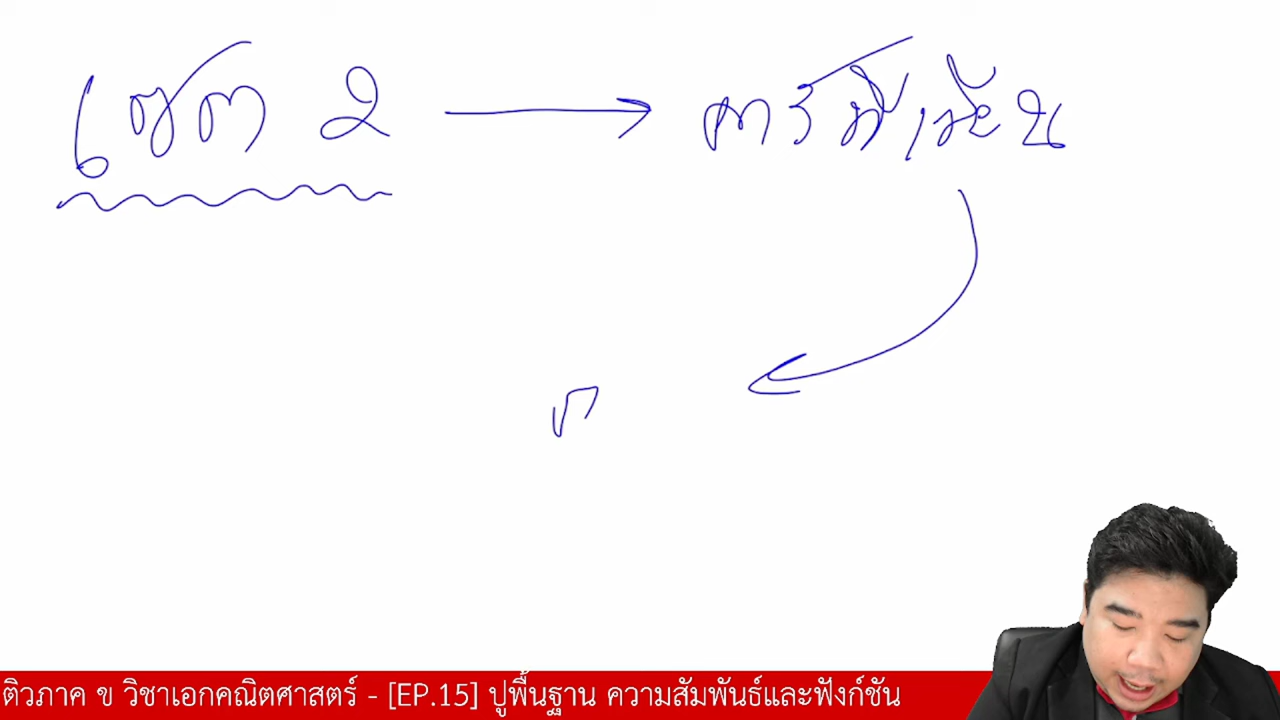 เซต 2 → คาร์ทีเซียน
ก
ติวภาค ข วิชาเอกคณิตศาสตร์ - [EP.15] ปูพื้นฐาน ความสัมพันธ์และฟังก์ชัน